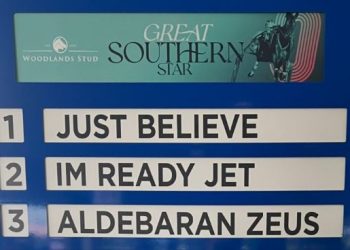 GREAT
SOUTHERN
STAR
WOODLANDS STUD
1 JUST BELIEVE
2 IM READY JET
3 ALDEBARAN ZEUS